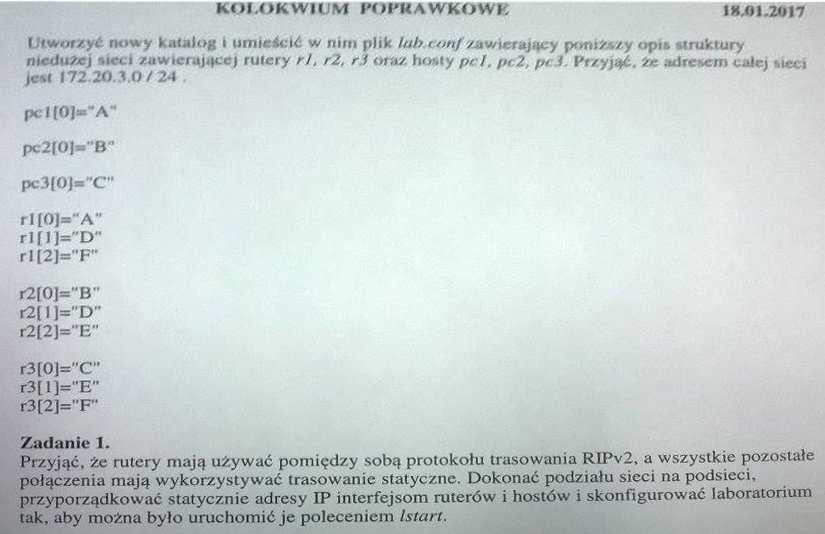 KOLOKWIUM POPRAWKOWE 18.01.2017
Utworzyć nowy katalog i umieścić w nim plik lab.conf zawierający poniższy opis struktury
niedużej sieci zawierającej rutery r1, r2, r3 oraz hosty pc1, pc2, pc3. Przyjąć, że adresem całej sieci
jest 172.20.3.0 / 24 .
pc1[0]="A"
pc2[0]="B"
pc3[0]="C"
r1[0]="A"
r1[1]="D"
r1[2]="F"
r2[0]="B"
r2[1]="D"
r2[2]="E"
r3[0]="C"
r3[1]="E"
r3[2]="F"
Zadanie 1.
Przyjąć, że rutery mają używać pomiędzy sobą protokołu trasowania RIPv2, a wszystkie pozostałe
połączenia mają wykorzystywać trasowanie statyczne. Dokonać podziału sieci na podsieci,
przyporządkować statycznie adresy IP interfejsom ruterów i hostów i skonfigurować laboratorium
tak, aby można było uruchomić je poleceniem lstart.